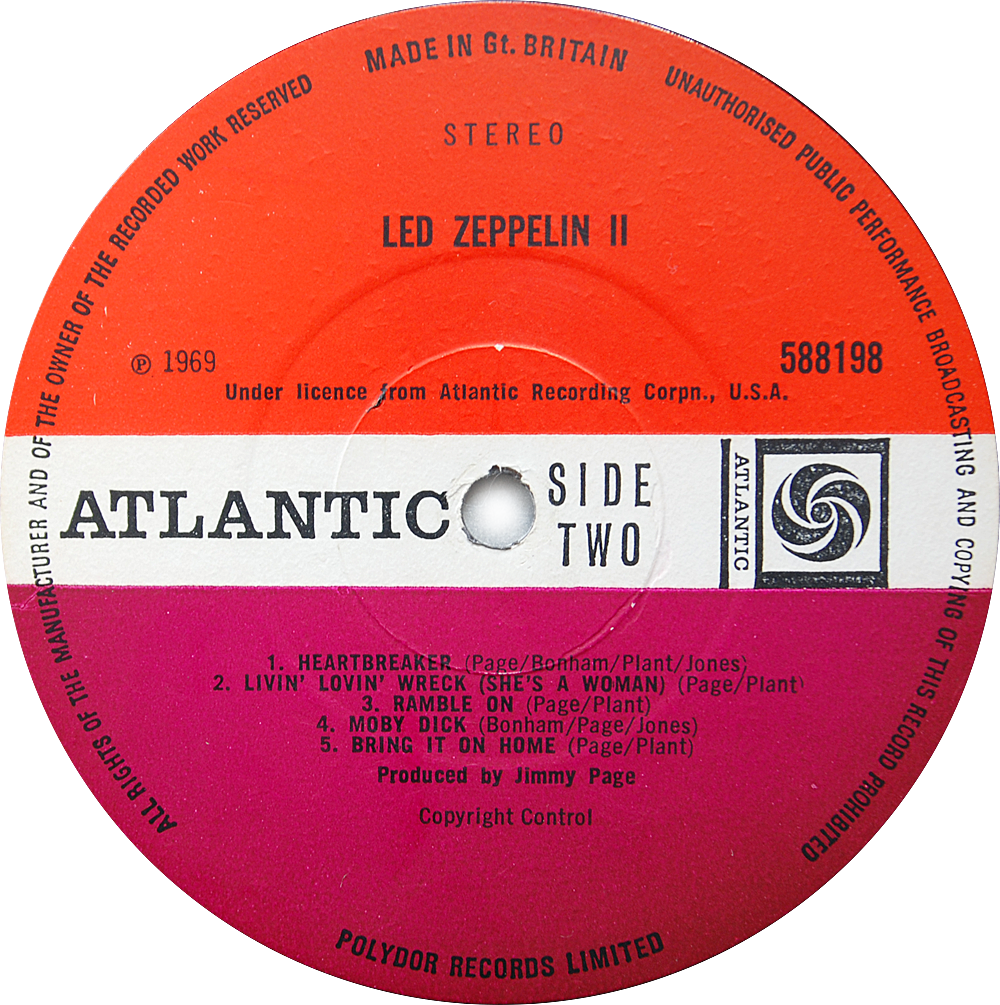 MADE IN Gt. BRITAIN
UNAUTHORISED PUBLIC PERFORMANCE BROADCASTING AND COPYING OF THIS RECORD PROHIBITED
ALL RIGHTS OF THE MANUFACTURER AND OF THE OWNER OF THE RECORDED WORK RESERVED
STEREO
LED ZEPPELIN II
℗ 1969
588198
Under licence from Atlantic Recording Corpn., U.S.A.
ATLANTIC
SIDE
TWO
ATLANTIC
1. HEARTBREAKER (Page/Bonham/Plant/Jones)
2. LIVIN' LOVIN' WRECK (SHE'S A WOMAN) (Page/Plant)
3. RAMBLE ON (Page/Plant)
4. MOBY DICK (Bonham/Page/Jones)
5. BRING IT ON HOME (Page/Plant)
Produced by Jimmy Page
Copyright Control
POLYDOR RECORDS LIMITED